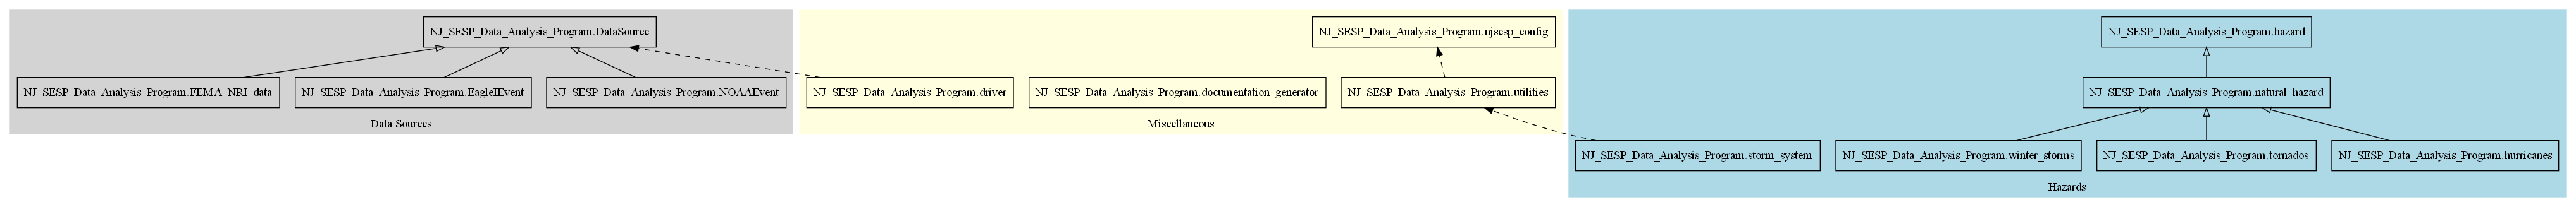 NJ_SESP_Data_Analysis_Program.DataSource
NJ_SESP_Data_Analysis_Program.FEMA_NRI_data
NJ_SESP_Data_Analysis_Program.EagleIEvent
NJ_SESP_Data_Analysis_Program.NOAAEvent
Data Sources
NJ_SESP_Data_Analysis_Program.njsesp_config
NJ_SESP_Data_Analysis_Program.driver
NJ_SESP_Data_Analysis_Program.documentation_generator
NJ_SESP_Data_Analysis_Program.utilities
Miscellaneous
NJ_SESP_Data_Analysis_Program.hazard
NJ_SESP_Data_Analysis_Program.natural_hazard
NJ_SESP_Data_Analysis_Program.storm_system
NJ_SESP_Data_Analysis_Program.winter_storms
NJ_SESP_Data_Analysis_Program.tornados
NJ_SESP_Data_Analysis_Program.hurricanes
Hazards